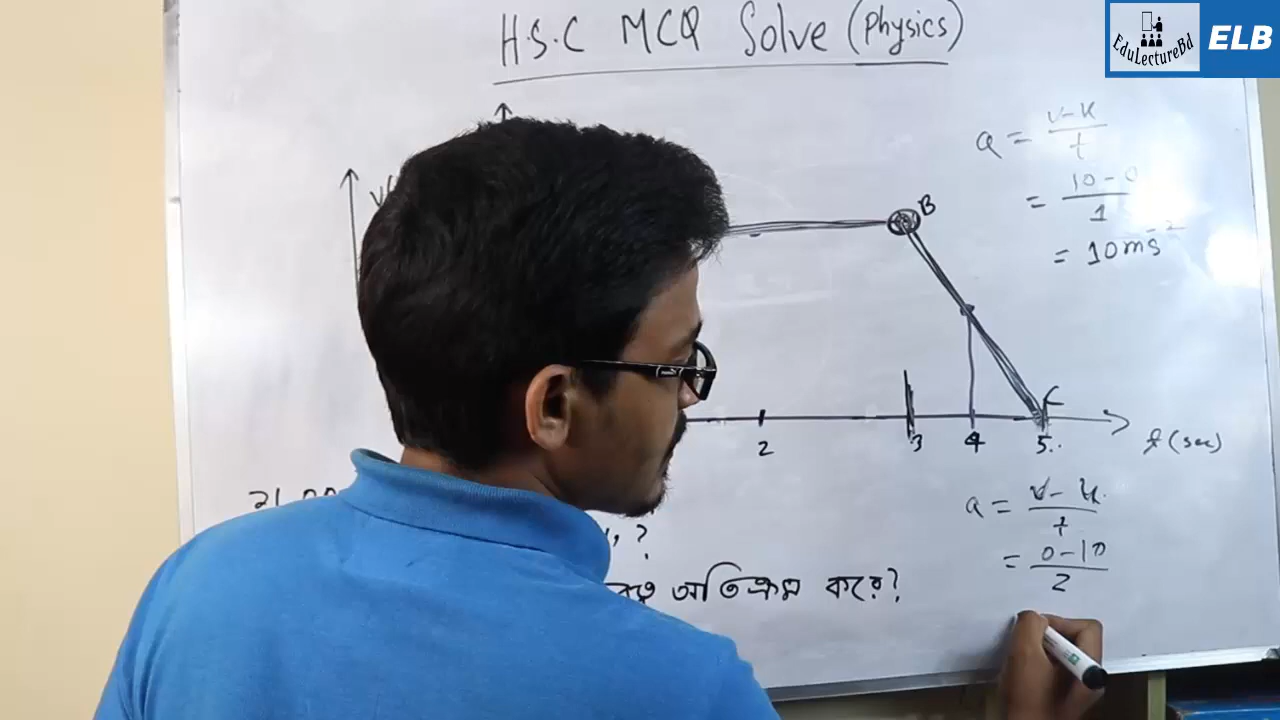 H.S.C MCQ Solve (Physics)
EduLectureBd
ELB
a = v-u / t
= 10-0 / 1
= 10ms⁻²
B
C
2 3 4 5
t (sec)
a = v-u / t
= 0-10 / 2
?
অতিক্রম করে?